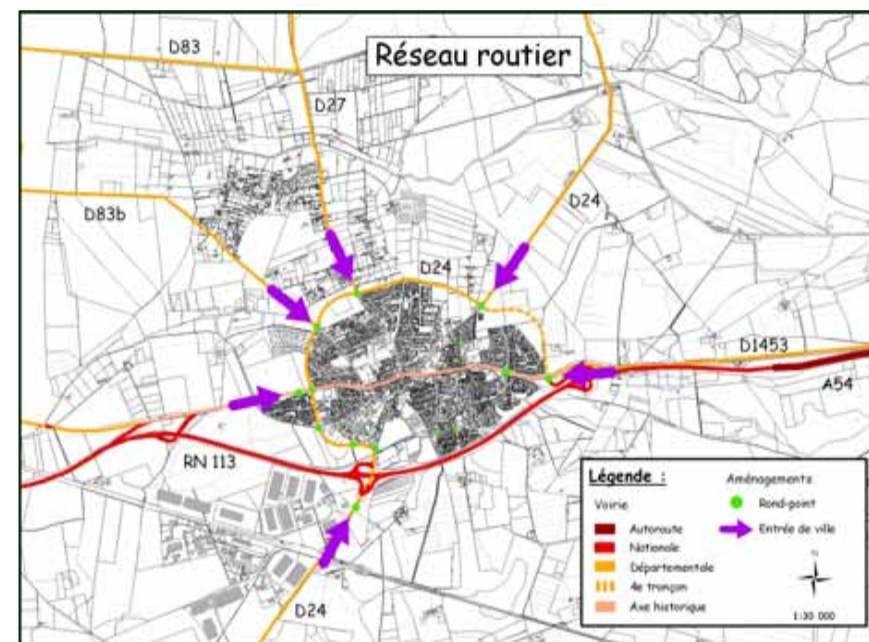 Réseau routier
D83
D27
D83b
D24
D24
D1453
A54
RN 113
D24
Légende :
Voirie
Autoroute
Nationale
Départementale
4e tronçon
Axe historique
Aménagements
Rond-point
Entrée de ville
N
1:30 000